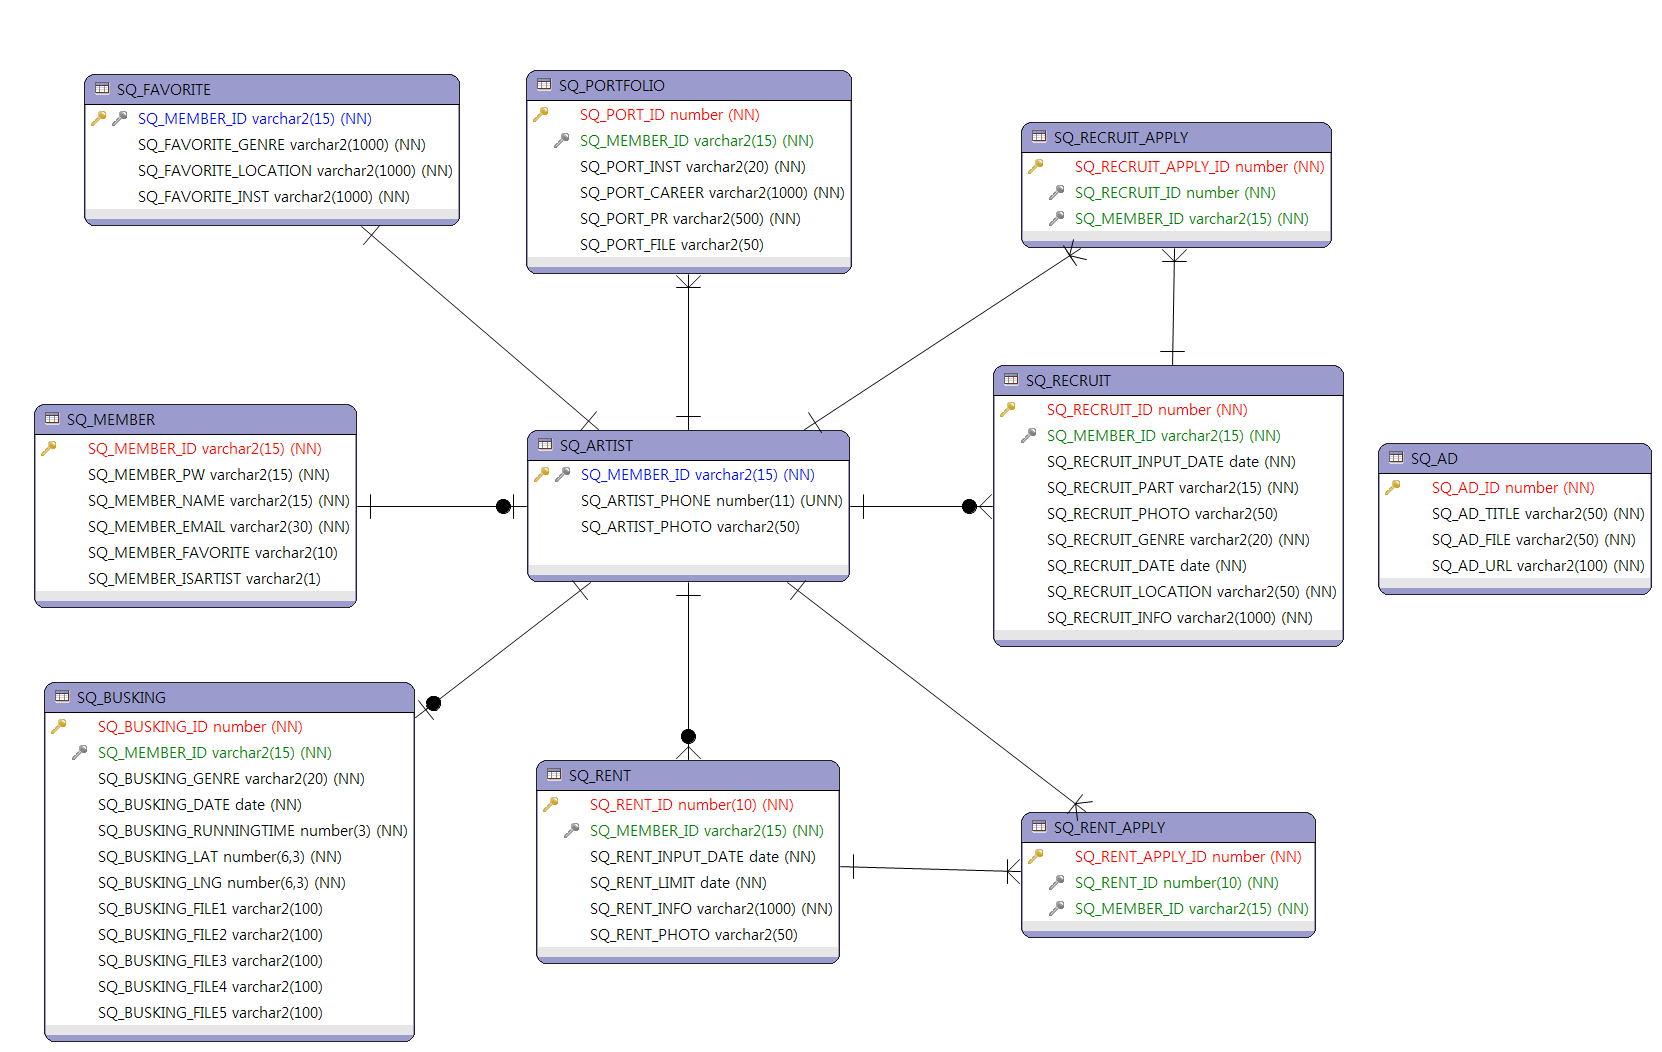 SQ_FAVORITE
SQ_MEMBER_ID varchar2(15) (NN)
SQ_FAVORITE_GENRE varchar2(1000) (NN)
SQ_FAVORITE_LOCATION varchar2(1000) (NN)
SQ_FAVORITE_INST varchar2(1000) (NN)
SQ_PORTFOLIO
SQ_PORT_ID number (NN)
SQ_MEMBER_ID varchar2(15) (NN)
SQ_PORT_INST varchar2(20) (NN)
SQ_PORT_CAREER varchar2(1000) (NN)
SQ_PORT_PR varchar2(500) (NN)
SQ_PORT_FILE varchar2(50)
SQ_RECRUIT_APPLY
SQ_RECRUIT_APPLY_ID number (NN)
SQ_RECRUIT_ID number (NN)
SQ_MEMBER_ID varchar2(15) (NN)
SQ_MEMBER
SQ_MEMBER_ID varchar2(15) (NN)
SQ_MEMBER_PW varchar2(15) (NN)
SQ_MEMBER_NAME varchar2(15) (NN)
SQ_MEMBER_EMAIL varchar2(30) (NN)
SQ_MEMBER_FAVORITE varchar2(10)
SQ_MEMBER_ISARTIST varchar2(1)
SQ_ARTIST
SQ_MEMBER_ID varchar2(15) (NN)
SQ_ARTIST_PHONE number(11) (UNN)
SQ_ARTIST_PHOTO varchar2(50)
SQ_RECRUIT
SQ_RECRUIT_ID number (NN)
SQ_MEMBER_ID varchar2(15) (NN)
SQ_RECRUIT_INPUT_DATE date (NN)
SQ_RECRUIT_PART varchar2(15) (NN)
SQ_RECRUIT_PHOTO varchar2(50)
SQ_RECRUIT_GENRE varchar2(20) (NN)
SQ_RECRUIT_DATE date (NN)
SQ_RECRUIT_LOCATION varchar2(50) (NN)
SQ_RECRUIT_INFO varchar2(1000) (NN)
SQ_AD
SQ_AD_ID number (NN)
SQ_AD_TITLE varchar2(50) (NN)
SQ_AD_FILE varchar2(50) (NN)
SQ_AD_URL varchar2(100) (NN)
SQ_BUSKING
SQ_BUSKING_ID number (NN)
SQ_MEMBER_ID varchar2(15) (NN)
SQ_BUSKING_GENRE varchar2(20) (NN)
SQ_BUSKING_DATE date (NN)
SQ_BUSKING_RUNNINGTIME number(3) (NN)
SQ_BUSKING_LAT number(6,3) (NN)
SQ_BUSKING_LNG number(6,3) (NN)
SQ_BUSKING_FILE1 varchar2(100)
SQ_BUSKING_FILE2 varchar2(100)
SQ_BUSKING_FILE3 varchar2(100)
SQ_BUSKING_FILE4 varchar2(100)
SQ_BUSKING_FILE5 varchar2(100)
SQ_RENT
SQ_RENT_ID number(10) (NN)
SQ_MEMBER_ID varchar2(15) (NN)
SQ_RENT_INPUT_DATE date (NN)
SQ_RENT_LIMIT date (NN)
SQ_RENT_INFO varchar2(1000) (NN)
SQ_RENT_PHOTO varchar2(50)
SQ_RENT_APPLY
SQ_RENT_APPLY_ID number (NN)
SQ_RENT_ID number(10) (NN)
SQ_MEMBER_ID varchar2(15) (NN)